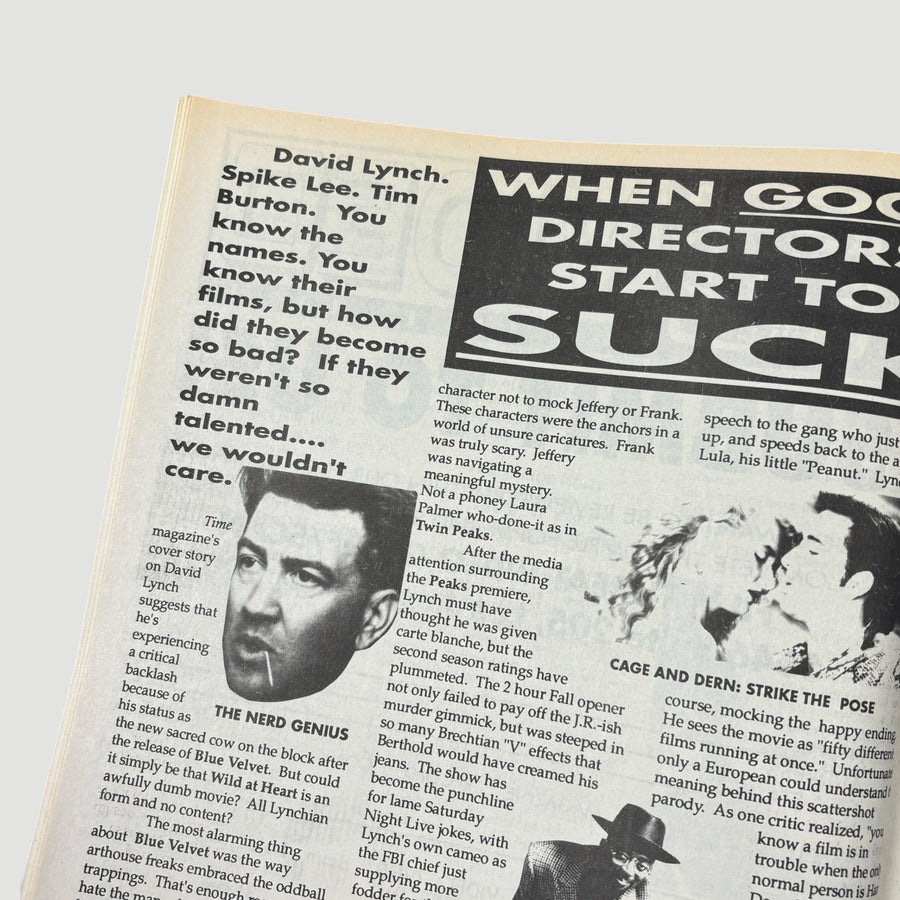 David Lynch.
Spike Lee. Tim
Burton. You
know the
names. You
know their
films, but how
did they become
so bad? If they
weren't so
damn
talented....
we wouldn't
care.
WHEN
DIRECTORS
START TO
SUCK
Time
magazine's
cover story
on David
Lynch
suggests that
he's
experiencing
a critical
backlash
because of
his status as
the new sacred cow on the block after
the release of Blue Velvet. But could
it simply be that Wild at Heart is an
awfully dumb movie? All Lynchian
form and no content?
The most alarming thing
about Blue Velvet was the way
arthouse freaks embraced the oddball
trappings. That's enough
hate the
THE NERD GENIUS
character not to mock Jeffery or Frank.
These characters were the anchors in a
world of unsure caricatures. Frank
was truly scary. Jeffery
was navigating a
meaningful mystery.
Not a phoney Laura
Palmer who-done-it as in
Twin Peaks.
After the media
attention surrounding
the Peaks premiere,
Lynch must have
thought he was given
carte blanche, but the
second season ratings have
plummeted. The 2 hour Fall opener
not only failed to pay off the J.R.-ish
murder gimmick, but was steeped in
so many Brechtian "V" effects that
Berthold would have creamed his
jeans. The show has
become the punchline
for lame Saturday
Night Live jokes, with
Lynch's own cameo as
the FBI chief just
supplying more
fodder for
speech to the gang who just
up, and speeds back to the
Lula, his little "Peanut."
CAGE AND DERN: STRIKE THE POSE
course, mocking the happy ending
He sees the movie as "fifty different
films running at once." Unfortunate
only a European could understand t
meaning behind this scattershot
parody. As one critic realized, "you
know a film is in
trouble when the
normal person is